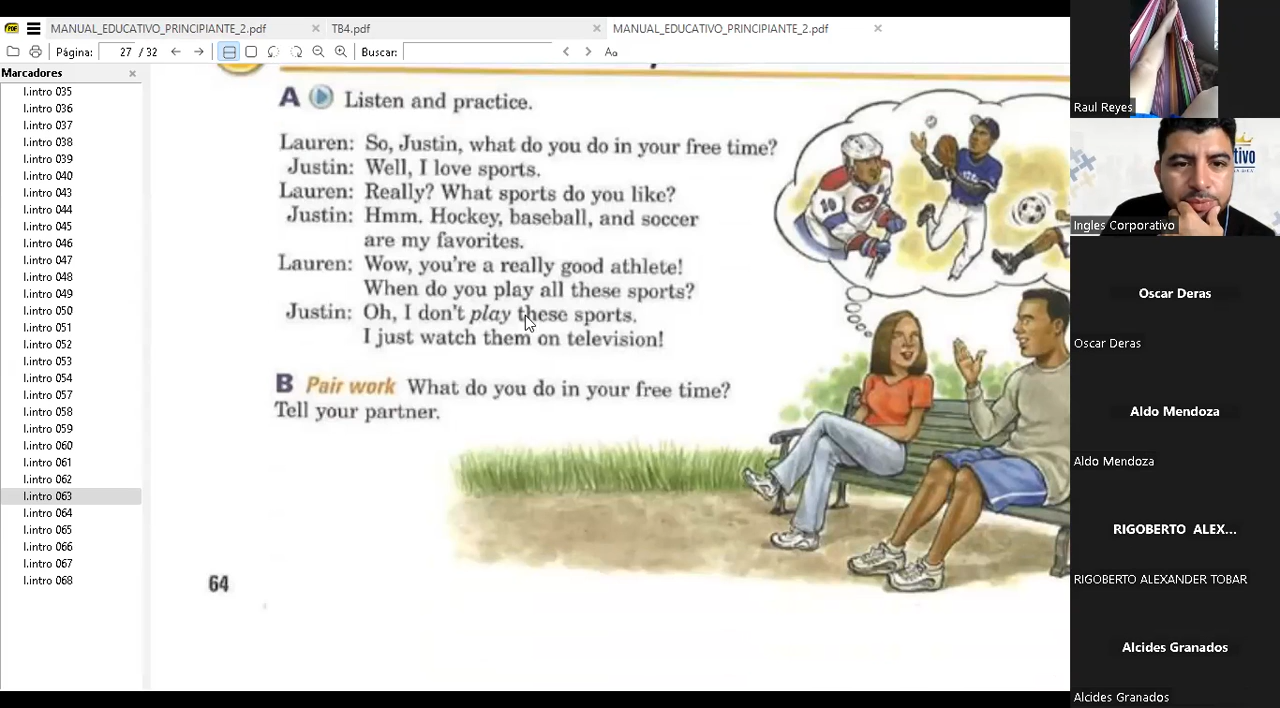 MANUAL_EDUCATIVO_PRINCIPIANTE_2.pdf
TB4.pdf
MANUAL_EDUCATIVO_PRINCIPIANTE_2.pdf
Página: 27 / 32
Buscar:
Aa
Marcadores
I.intro 035
I.intro 036
I.intro 037
I.intro 038
I.intro 039
I.intro 040
I.intro 043
I.intro 044
I.intro 045
I.intro 046
I.intro 047
I.intro 048
I.intro 049
I.intro 050
I.intro 051
I.intro 052
I.intro 053
I.intro 054
I.intro 057
I.intro 058
I.intro 059
I.intro 060
I.intro 061
I.intro 062
I.intro 063
I.intro 064
I.intro 065
I.intro 066
I.intro 067
I.intro 068
A Listen and practice.
Lauren: So, Justin, what do you do in your free time?
Justin: Well, I love sports.
Lauren: Really? What sports do you like?
Justin: Hmm. Hockey, baseball, and soccer
are my favorites.
Lauren: Wow, you're a really good athlete!
When do you play all these sports?
Justin: Oh, I don't play these sports.
I just watch them on television!
B Pair work What do you do in your free time?
Tell your partner.
10
64
Raul Reyes
tivo
Ingles Corporativo
Oscar Deras
Oscar Deras
Aldo Mendoza
Aldo Mendoza
RIGOBERTO ALEX...
RIGOBERTO ALEXANDER TOBAR
Alcides Granados
Alcides Granados